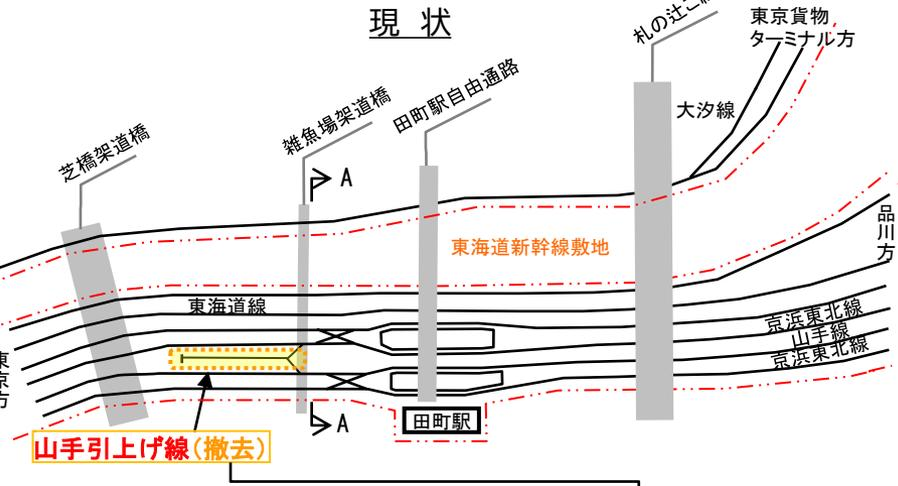 現 状
札の辻
東京貨物
ターミナル方
大汐線
田町駅自由通路
雑魚場架道橋
芝橋架道橋
A
東海道新幹線敷地
品
川
方
東海道線
京浜東北線
山手線
京浜東北線
東
京
方
A
田町駅
山手引上げ線(撤去)